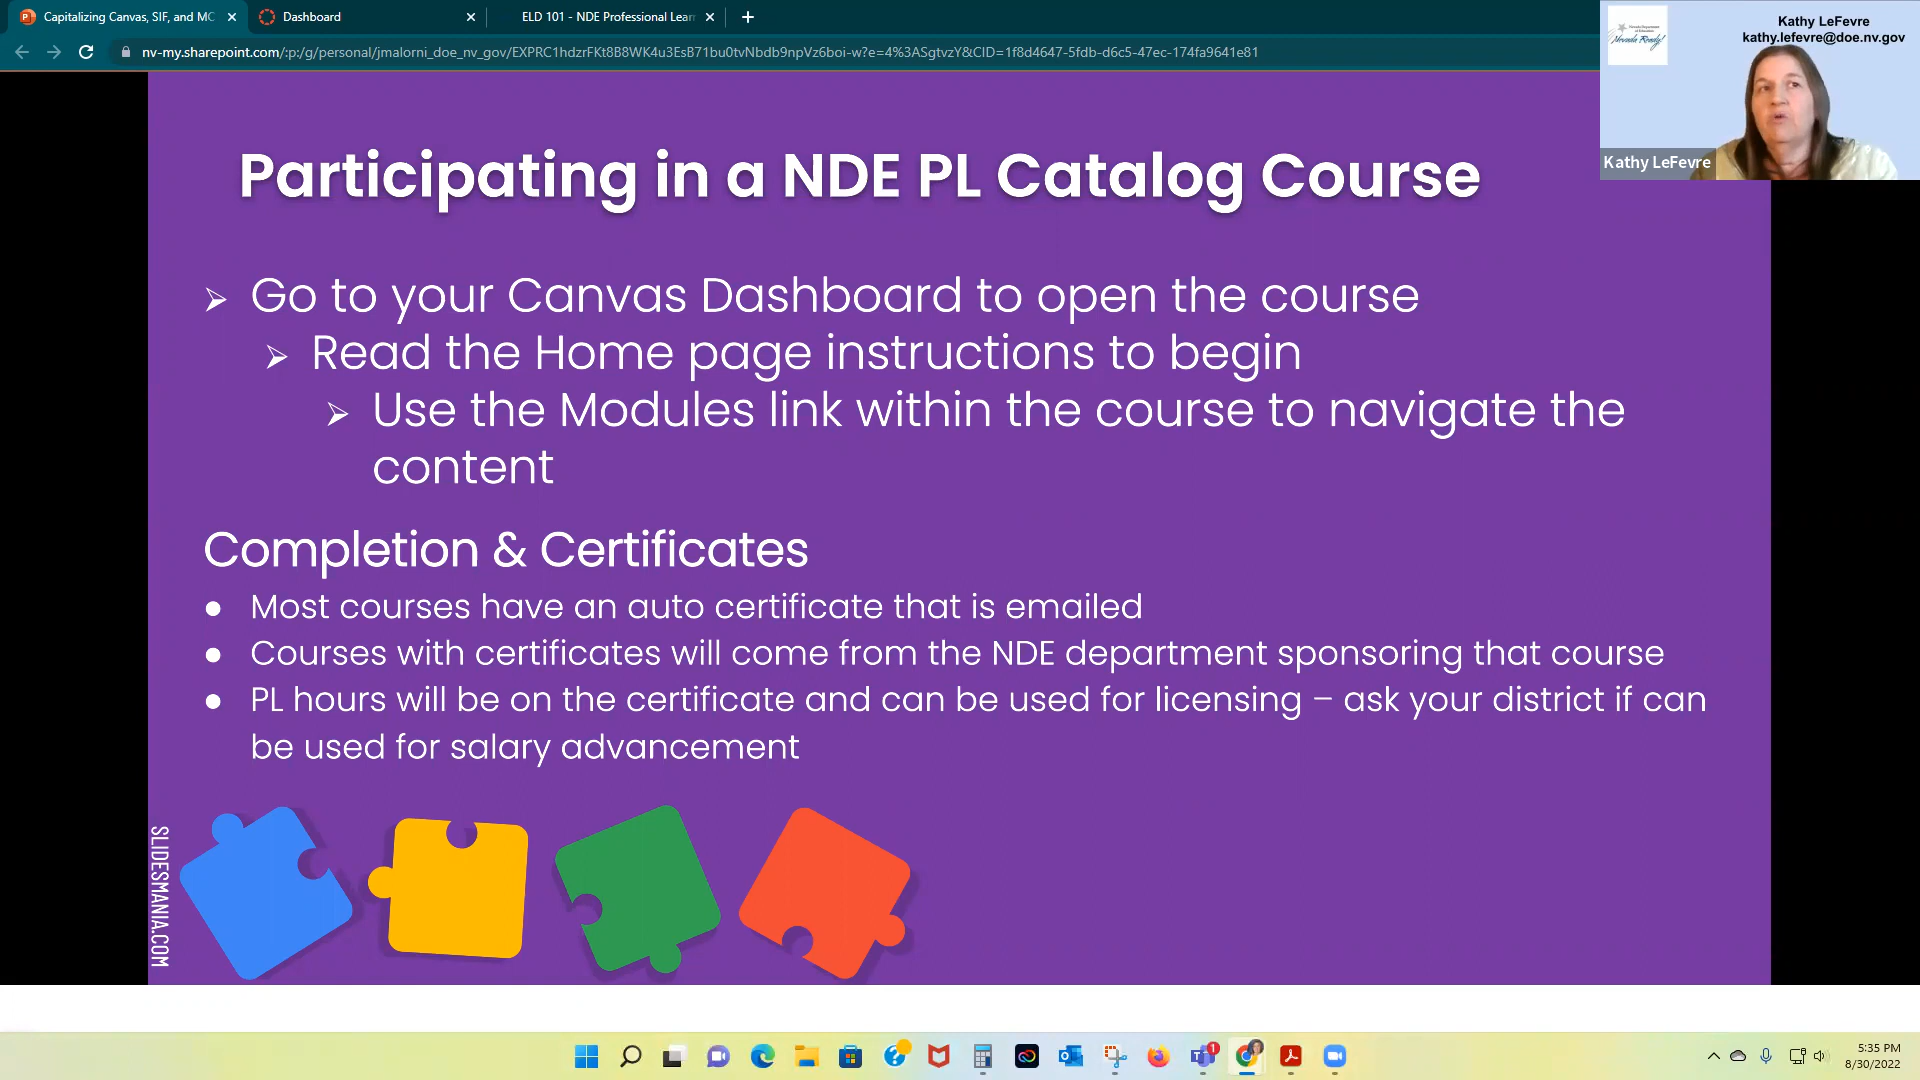 Capitalizing Canvas, SIF, and MC
Dashboard
ELD 101 - NDE Professional Lear
nv-my.sharepoint.com/:p:/g/personal/jmalorni_doe_nv_gov/EXPRC1hdzrFKt8B8WK4u3EsB71bu0tvNbdb9npVz6boi-w?e=4%3ASgtvzY&CID=1f8d4647-5fdb-d6c5-47ec-174fa9641e81
Kathy LeFevre
kathy.lefevre@doe.nv.gov
Nevada Ready!
Kathy LeFevre
Participating in a NDE PL Catalog Course
➢ Go to your Canvas Dashboard to open the course
➢ Read the Home page instructions to begin
➢ Use the Modules link within the course to navigate the
content
Completion & Certificates
● Most courses have an auto certificate that is emailed
● Courses with certificates will come from the NDE department sponsoring that course
● PL hours will be on the certificate and can be used for licensing – ask your district if can
be used for salary advancement
SLIDESMANIA.COM
1
5:35 PM
8/30/2022